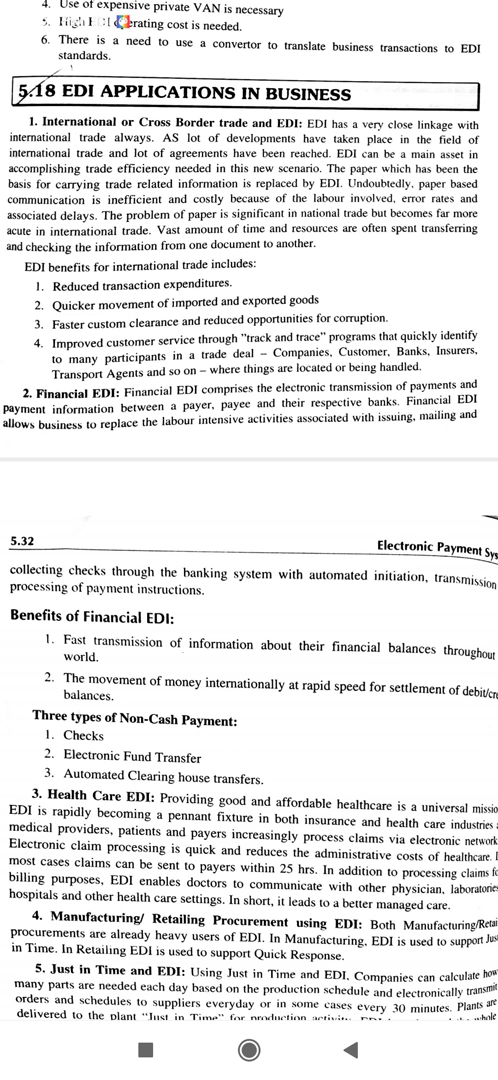 4. Use of expensive private VAN is necessary
5. High EDI operating cost is needed.
6. There is a need to use a convertor to translate business transactions to EDI
standards.
5.18 EDI APPLICATIONS IN BUSINESS
1. International or Cross Border trade and EDI: EDI has a very close linkage with
international trade always. AS lot of developments have taken place in the field of
international trade and lot of agreements have been reached. EDI can be a main asset in
accomplishing trade efficiency needed in this new scenario. The paper which has been the
basis for carrying trade related information is replaced by EDI. Undoubtedly, paper based
communication is inefficient and costly because of the labour involved, error rates and
associated delays. The problem of paper is significant in national trade but becomes far more
acute in international trade. Vast amount of time and resources are often spent transferring
and checking the information from one document to another.
EDI benefits for international trade includes:
1. Reduced transaction expenditures.
2. Quicker movement of imported and exported goods
3. Faster custom clearance and reduced opportunities for corruption.
4. Improved customer service through "track and trace" programs that quickly identify
to many participants in a trade deal – Companies, Customer, Banks, Insurers,
Transport Agents and so on – where things are located or being handled.
2. Financial EDI: Financial EDI comprises the electronic transmission of payments and
payment information between a payer, payee and their respective banks. Financial EDI
allows business to replace the labour intensive activities associated with issuing, mailing and
5.32
Electronic Payment Sys
collecting checks through the banking system with automated initiation, transmission
processing of payment instructions.
Benefits of Financial EDI:
1. Fast transmission of information about their financial balances throughout
world.
2. The movement of money internationally at rapid speed for settlement of debit/cre
balances.
Three types of Non-Cash Payment:
1. Checks
2. Electronic Fund Transfer
3. Automated Clearing house transfers.
3. Health Care EDI: Providing good and affordable healthcare is a universal missio
EDI is rapidly becoming a pennant fixture in both insurance and health care industries
medical providers, patients and payers increasingly process claims via electronic network
Electronic claim processing is quick and reduces the administrative costs of healthcare.
most cases claims can be sent to payers within 25 hrs. In addition to processing claims fo
billing purposes, EDI enables doctors to communicate with other physician, laboratories
hospitals and other health care settings. In short, it leads to a better managed care.
4. Manufacturing/ Retailing Procurement using EDI: Both Manufacturing/Retai
procurements are already heavy users of EDI. In Manufacturing, EDI is used to support Jus
in Time. In Retailing EDI is used to support Quick Response.
5. Just in Time and EDI: Using Just in Time and EDI, Companies can calculate how
many parts are needed each day based on the production schedule and electronically transmit
orders and schedules to suppliers everyday or in some cases every 30 minutes. Plants are
delivered to the plant "Just in Time" for production whole